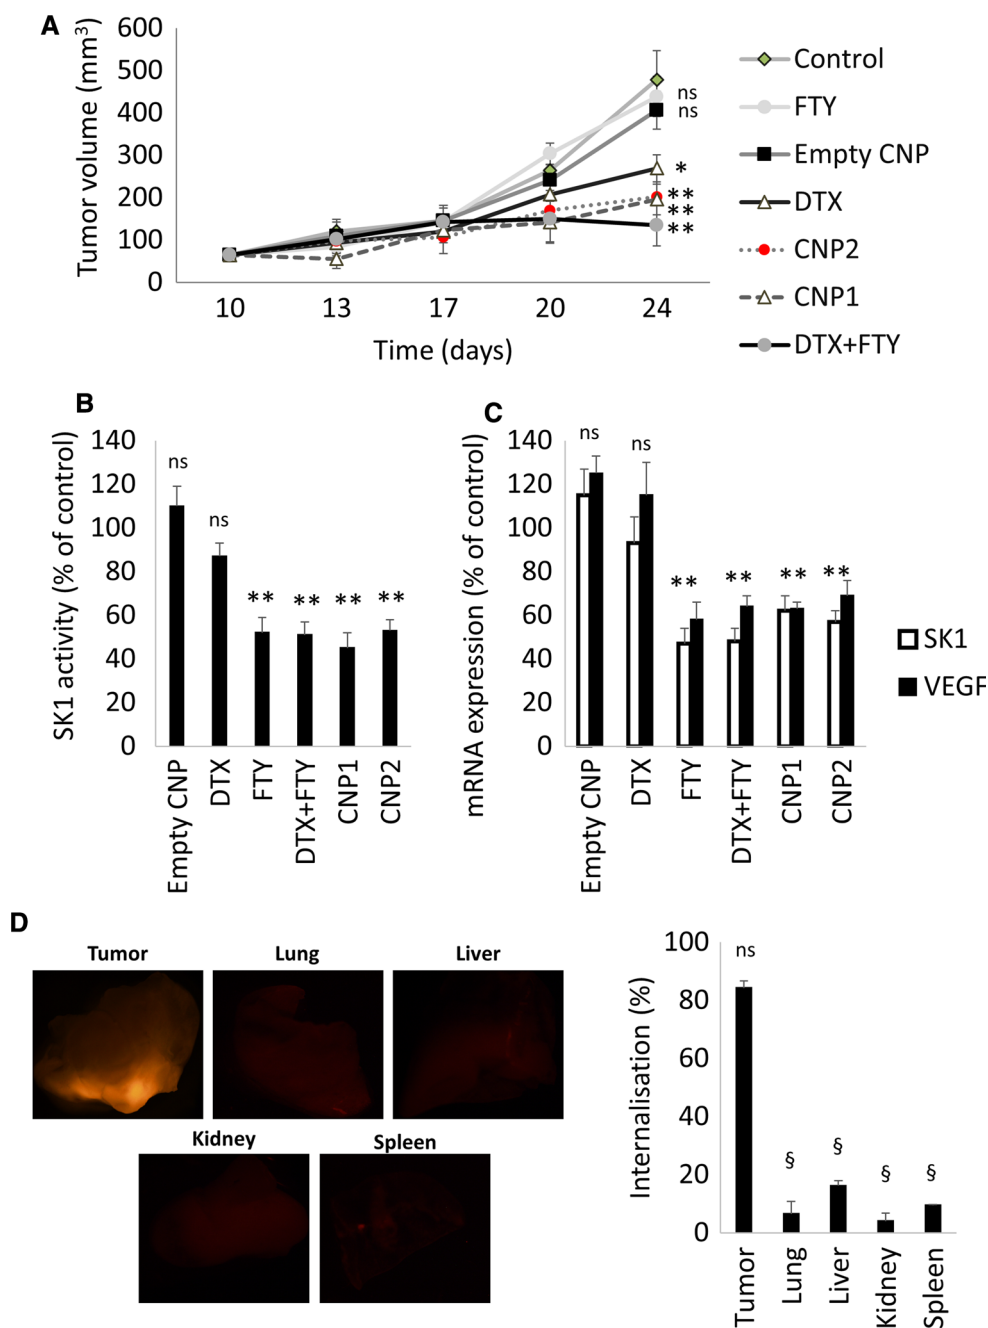 A
Tumor volume (mm³)
600
500
400
300
200
100
0
10 13 17 20 24
Time (days)
ns
ns
*
**
**
**
Control
FTY
Empty CNP
DTX
CNP2
CNP1
DTX+FTY
B
SK1 activity (% of control)
140
120
100
80
60
40
20
0
ns
ns
**
**
**
**
Empty CNP
DTX
FTY
DTX+FTY
CNP1
CNP2
C
mRNA expression (% of control)
140
120
100
80
60
40
20
0
ns
ns
**
**
**
**
Empty CNP
DTX
FTY
DTX+FTY
CNP1
CNP2
SK1
VEGF
D
Tumor Lung Liver
Kidney Spleen
Internalisation (%)
100
80
60
40
20
0
ns
§
§
§
§
Tumor
Lung
Liver
Kidney
Spleen